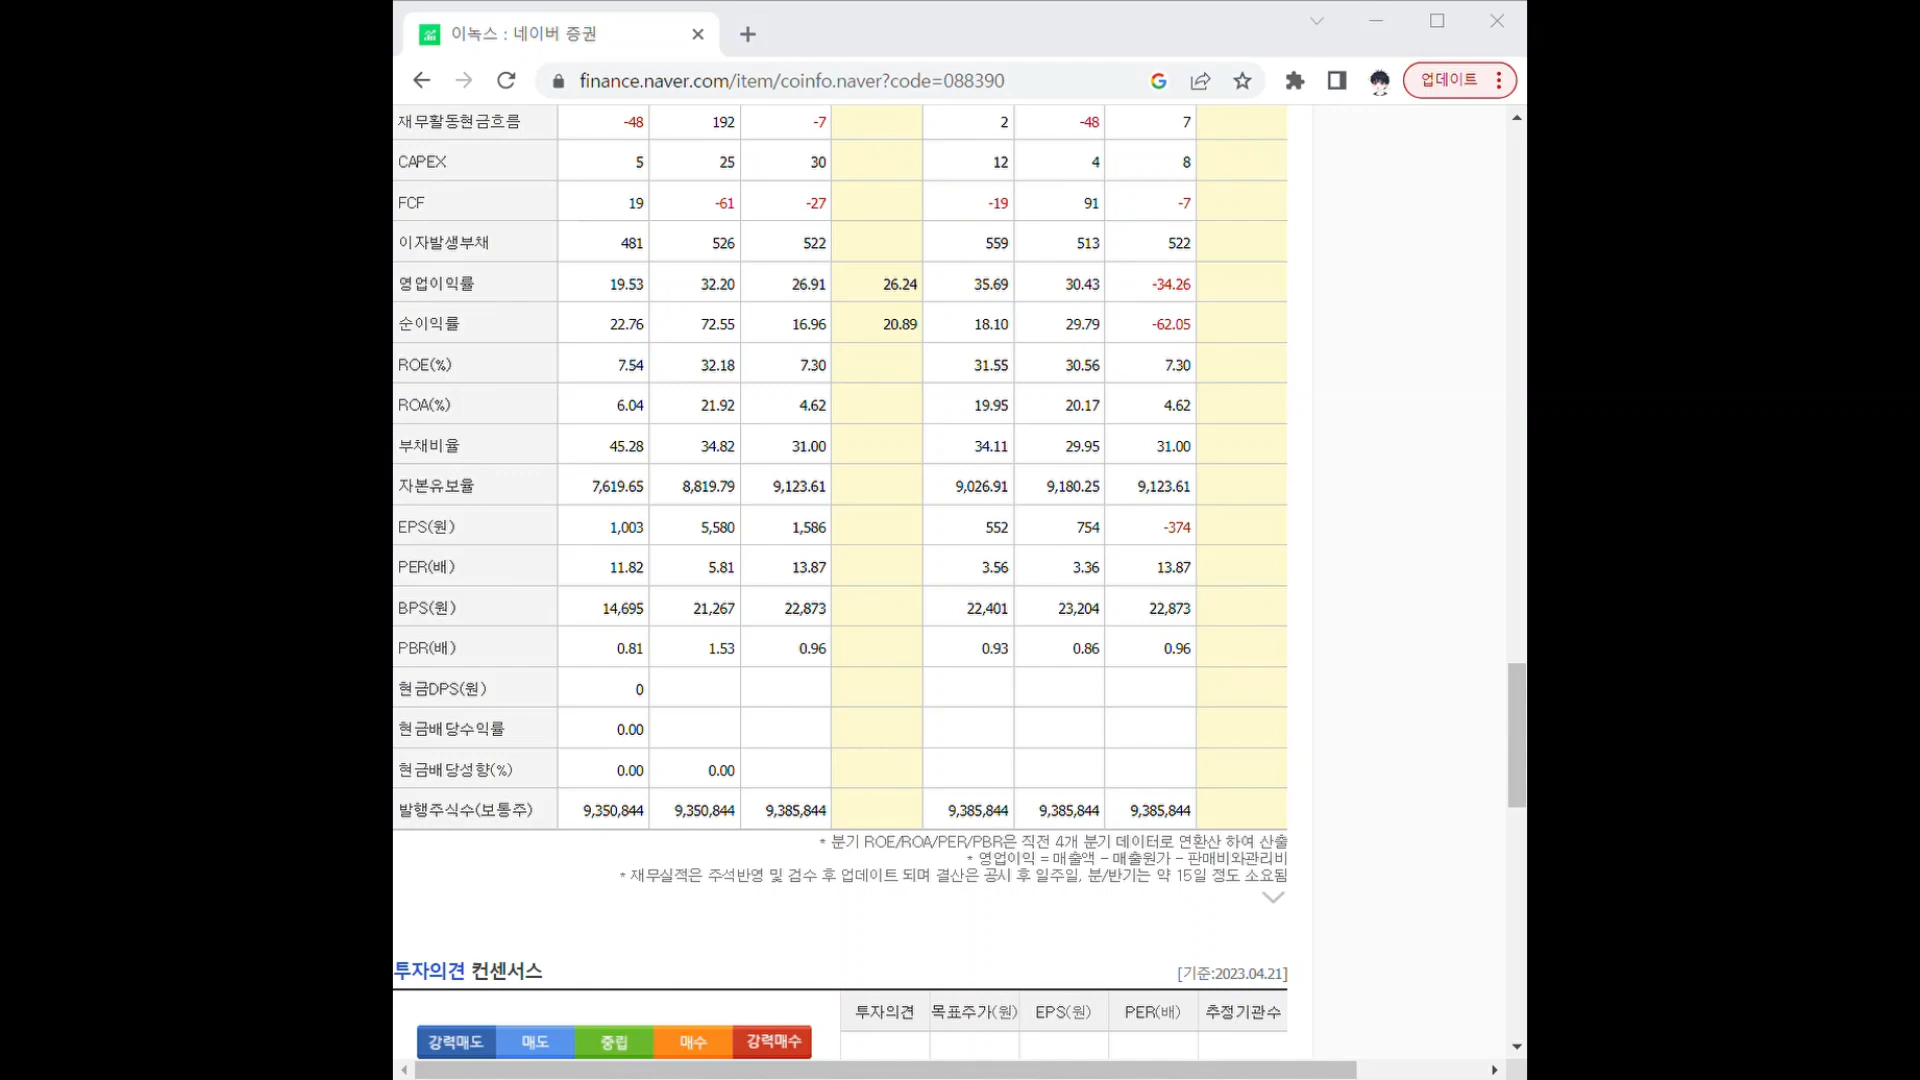 이녹스 : 네이버 증권
finance.naver.com/item/coinfo.naver?code=088390
업데이트
재무활동현금흐름 -48 192 -7 2 -48 7
CAPEX 5 25 30 12 4 8
FCF 19 -61 -27 -19 91 -7
이자발생부채 481 526 522 559 513 522
영업이익률 19.53 32.20 26.91 26.24 35.69 30.43 -34.26
순이익률 22.76 72.55 16.96 20.89 18.10 29.79 -62.05
ROE(%) 7.54 32.18 7.30 31.55 30.56 7.30
ROA(%) 6.04 21.92 4.62 19.95 20.17 4.62
부채비율 45.28 34.82 31.00 34.11 29.95 31.00
자본유보율 7,619.65 8,819.79 9,123.61 9,026.91 9,180.25 9,123.61
EPS(원) 1,003 5,580 1,586 552 754 -374
PER(배) 11.82 5.81 13.87 3.56 3.36 13.87
BPS(원) 14,695 21,267 22,873 22,401 23,204 22,873
PBR(배) 0.81 1.53 0.96 0.93 0.86 0.96
현금DPS(원) 0
현금배당수익률 0.00
현금배당성향(%) 0.00 0.00
발행주식수(보통주) 9,350,844 9,350,844 9,385,844 9,385,844 9,385,844 9,385,844
* 분기 ROE/ROA/PER/PBR은 직전 4개 분기 데이터로 연환산 하여 산출
* 영업이익 = 매출액 - 매출원가 - 판매비와관리비
* 재무실적은 주석반영 및 검수 후 업데이트 되며 결산은 공시 후 일주일, 분/반기는 약 15일 정도 소요됨
투자의견 컨센서스 [기준:2023.04.21]
투자의견 목표주가(원) EPS(원) PER(배) 추정기관수
강력매도 매도 중립 매수 강력매수